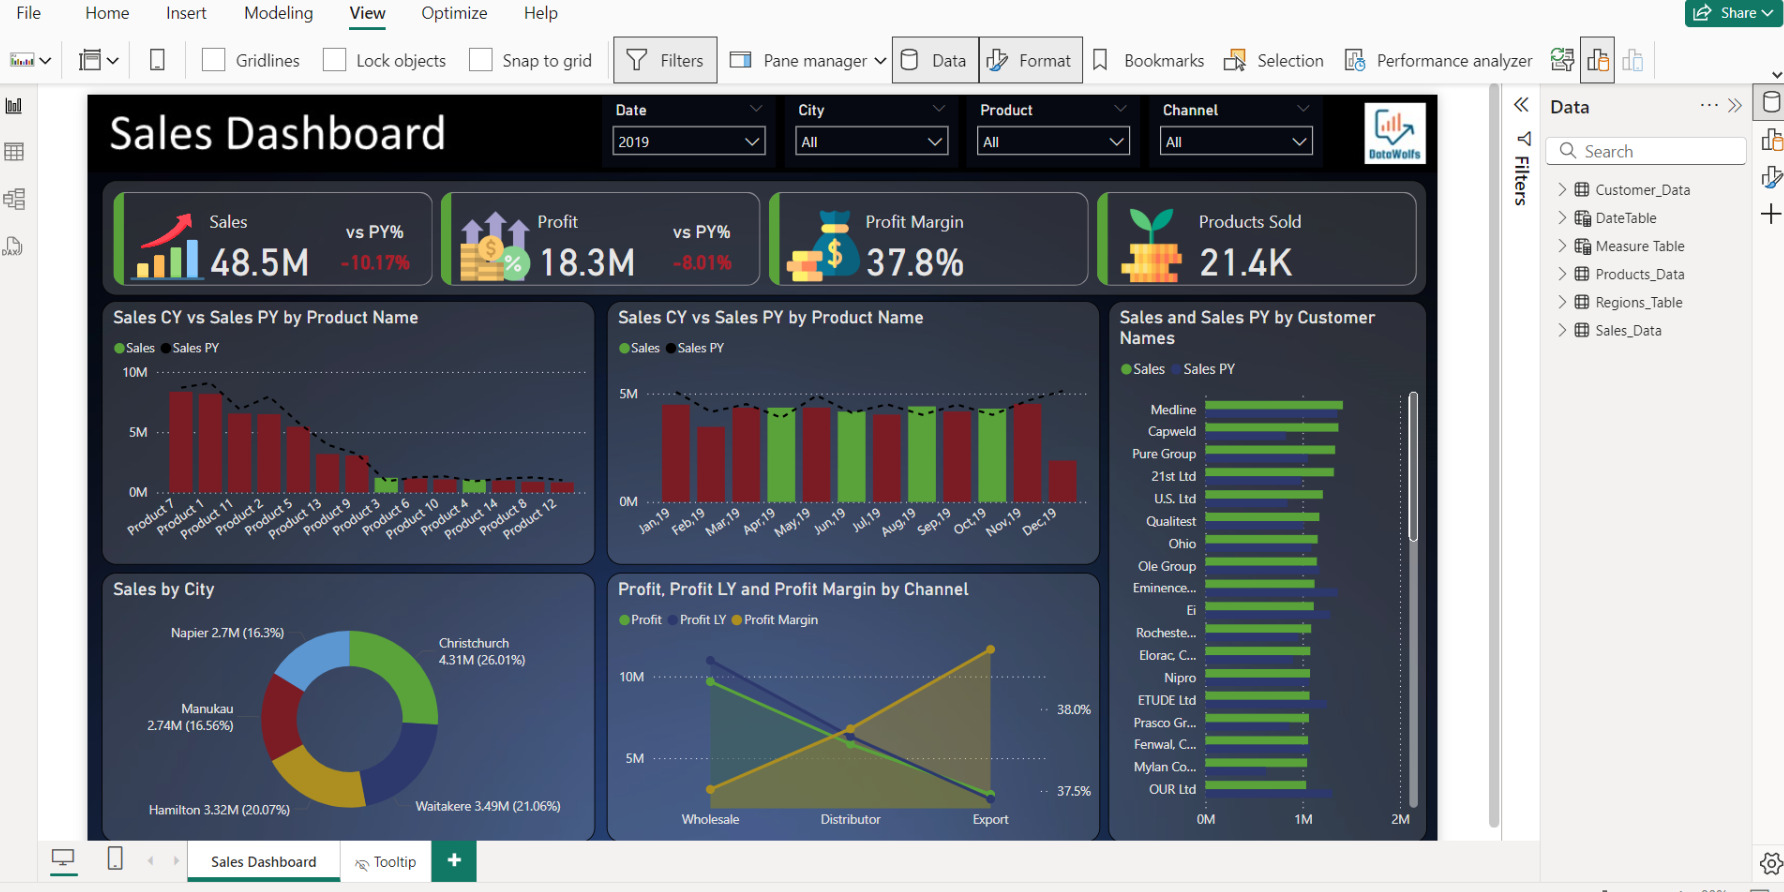 File Home Insert Modeling View Optimize Help
Share
Gridlines Lock objects Snap to grid Filters Pane manager Data Format Bookmarks Selection Performance analyzer
Sales Dashboard
Date City Product Channel
2019 All All All
DataWolfs
Sales
vs PY%
48.5M
-10.17%
Profit
vs PY%
18.3M
-8.01%
Profit Margin
37.8%
Products Sold
21.4K
Sales CY vs Sales PY by Product Name
Sales Sales PY
10M
5M
0M
Product 7 Product 1 Product 11 Product 2 Product 5 Product 13 Product 9 Product 3 Product 6 Product 10 Product 4 Product 14 Product 8 Product 12
Sales CY vs Sales PY by Product Name
Sales Sales PY
5M
0M
Jan,19 Feb,19 Mar,19 Apr,19 May,19 Jun,19 Jul,19 Aug,19 Sep,19 Oct,19 Nov,19 Dec,19
Sales and Sales PY by Customer
Names
Sales Sales PY
Medline
Capweld
Pure Group
21st Ltd
U.S. Ltd
Qualitest
Ohio
Ole Group
Eminence...
Ei
Rocheste...
Elorac, C...
Nipro
ETUDE Ltd
Prasco Gr...
Fenwal, C...
Mylan Co...
OUR Ltd
0M 1M 2M
Sales by City
Napier 2.7M (16.3%)
Christchurch
4.31M (26.01%)
Manukau
2.74M (16.56%)
Hamilton 3.32M (20.07%)
Waitakere 3.49M (21.06%)
Profit, Profit LY and Profit Margin by Channel
Profit Profit LY Profit Margin
10M
5M
38.0%
37.5%
Wholesale Distributor Export
Filters
Data
Search
Customer_Data
DateTable
Measure Table
Products_Data
Regions_Table
Sales_Data
DAX
Sales Dashboard Tooltip